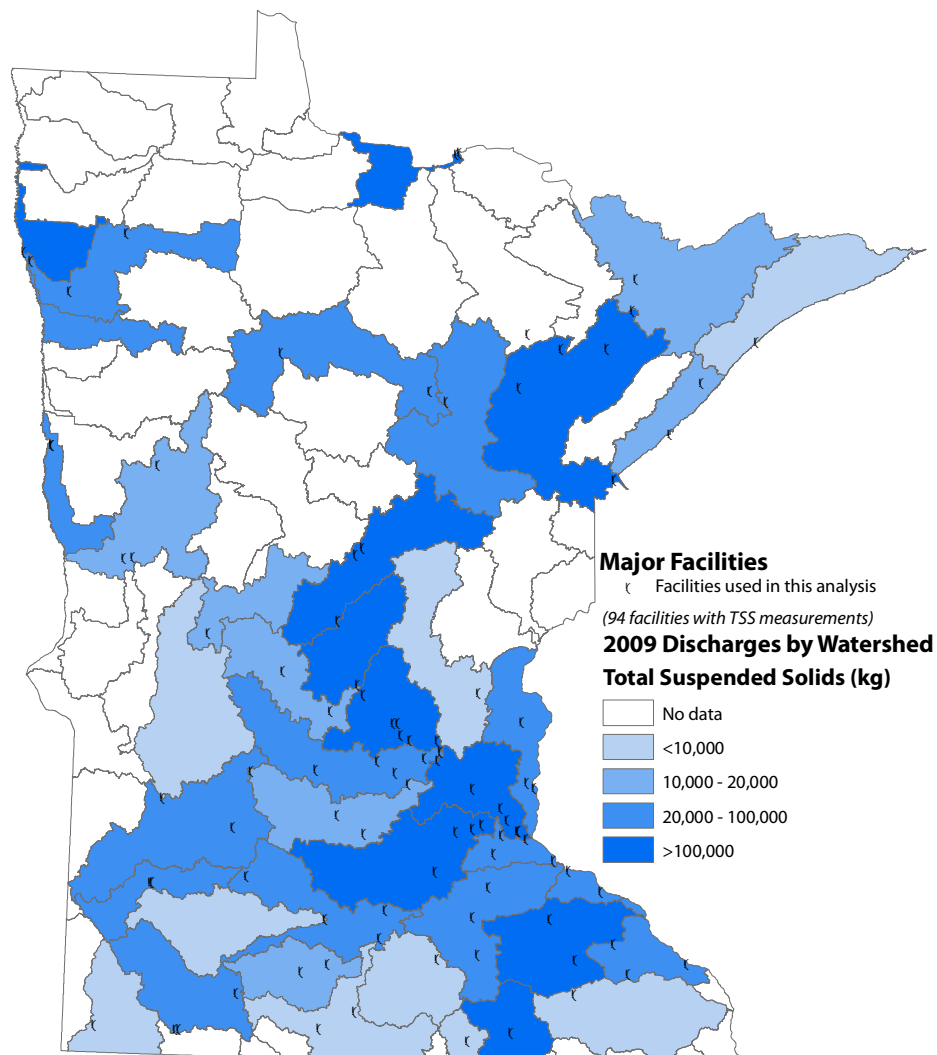 Major Facilities
Facilities used in this analysis
(94 facilities with TSS measurements)
2009 Discharges by Watershed
Total Suspended Solids (kg)
No data
<10,000
10,000 - 20,000
20,000 - 100,000
>100,000